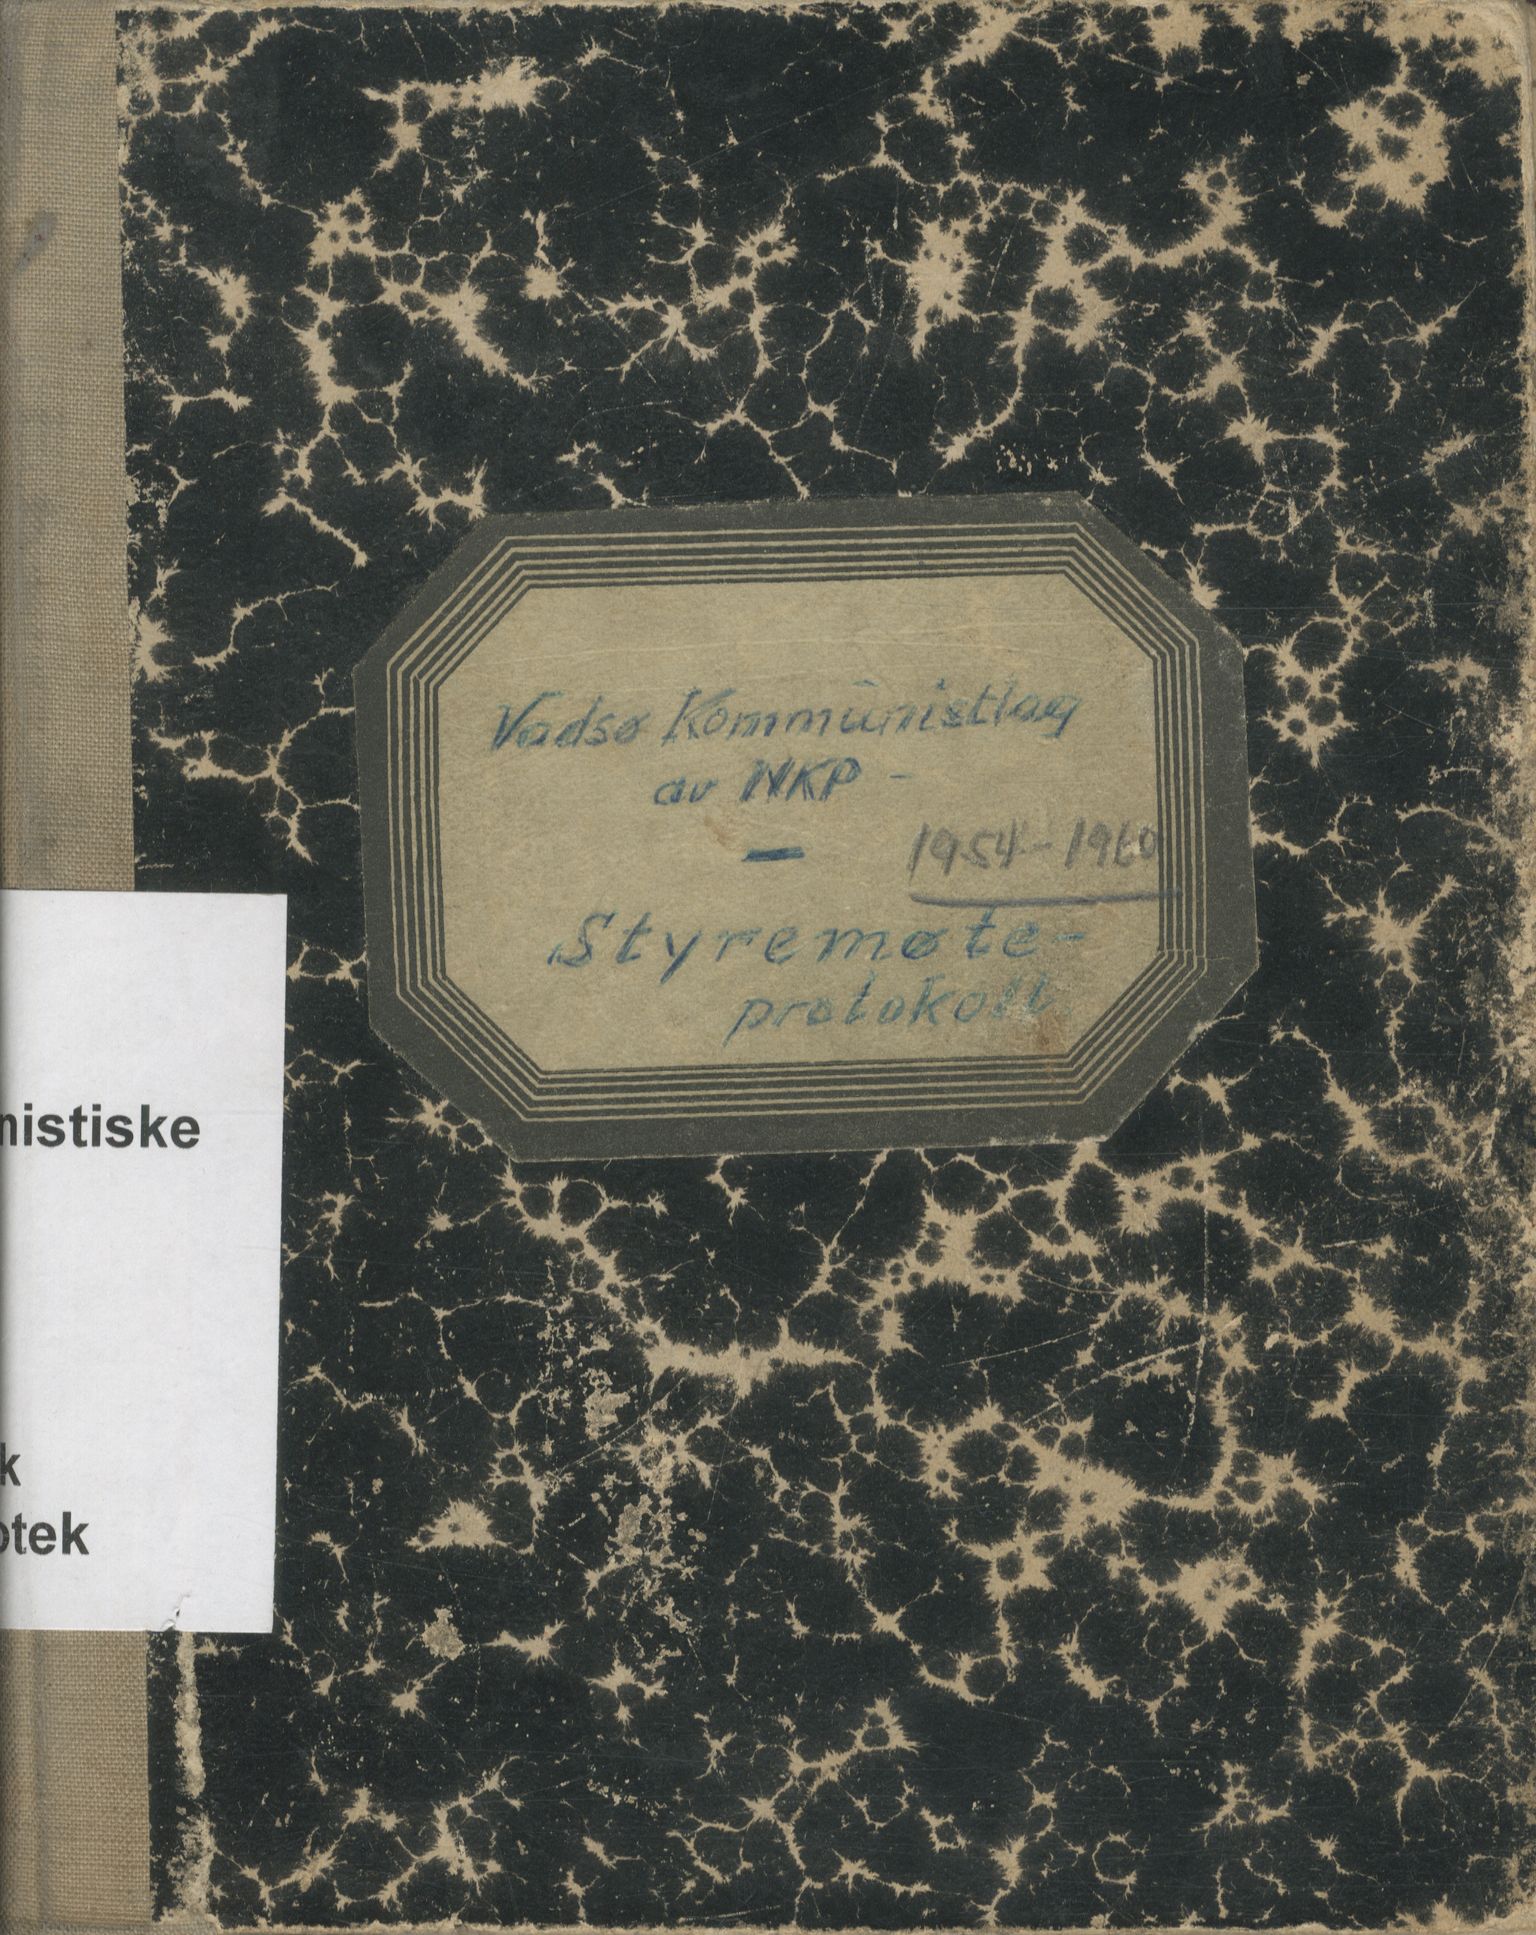 Vadsø Kommunistlag
av NKP -
1954 - 1960
Styremøte-
protokoll.
nistiske
k
otek